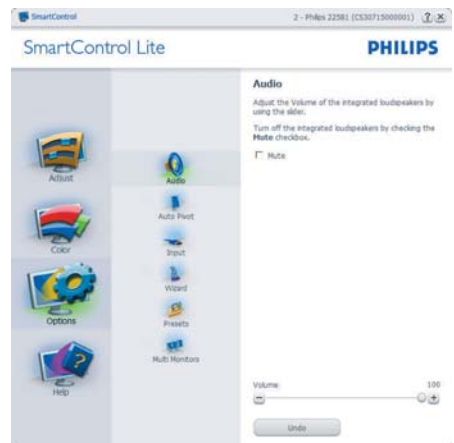 SmartControl
2 - Philips 225B1 (CS30715000001)
SmartControl Lite
PHILIPS
Adjust
Color
Options
Help
Audio
Auto Pivot
Input
Wizard
Presets
Multi Monitors
Audio
Adjust the Volume of the integrated loudspeakers by
using the slider.
Turn off the integrated loudspeakers by checking the
Mute checkbox.
Mute
Volume:
100
Undo